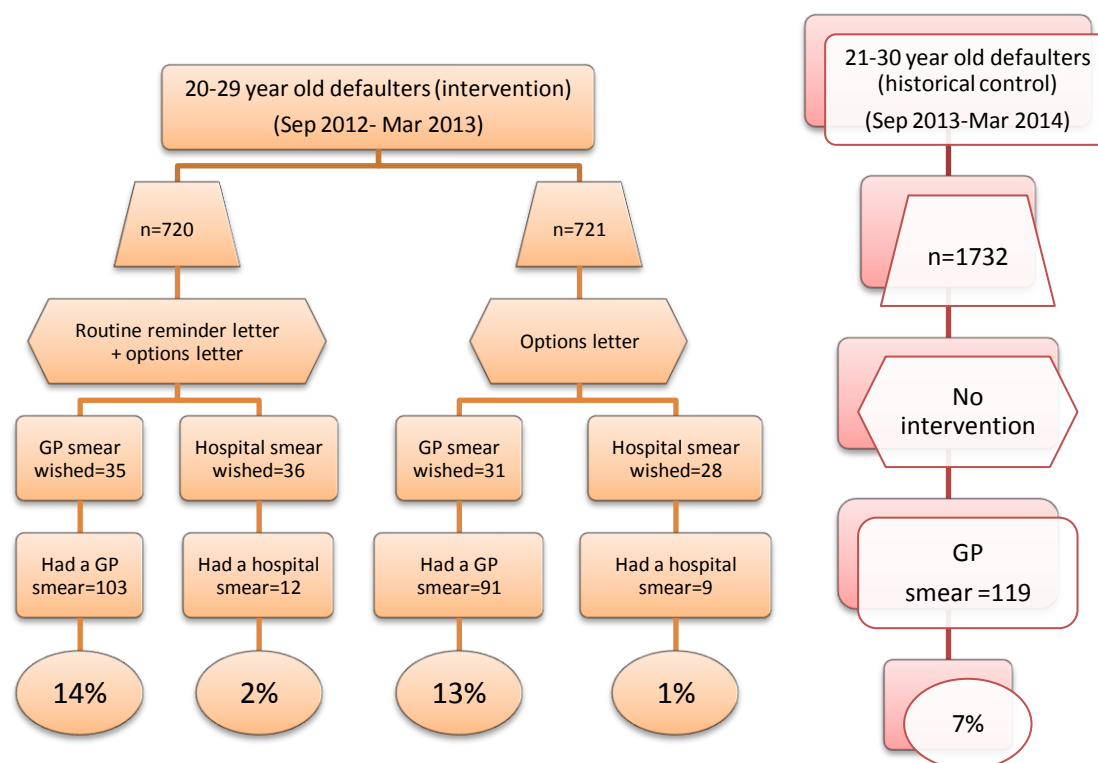 20-29 year old defaulters (intervention)
(Sep 2012- Mar 2013)
n=720
n=721
Routine reminder letter
+ options letter
Options letter
GP smear
wished=35
Hospital smear
wished=36
GP smear
wished=31
Hospital smear
wished=28
Had a GP
smear=103
Had a hospital
smear=12
Had a GP
smear=91
Had a hospital
smear=9
14%
2%
13%
1%
21-30 year old defaulters
(historical control)
(Sep 2013-Mar 2014)
n=1732
No
intervention
GP
smear =119
7%